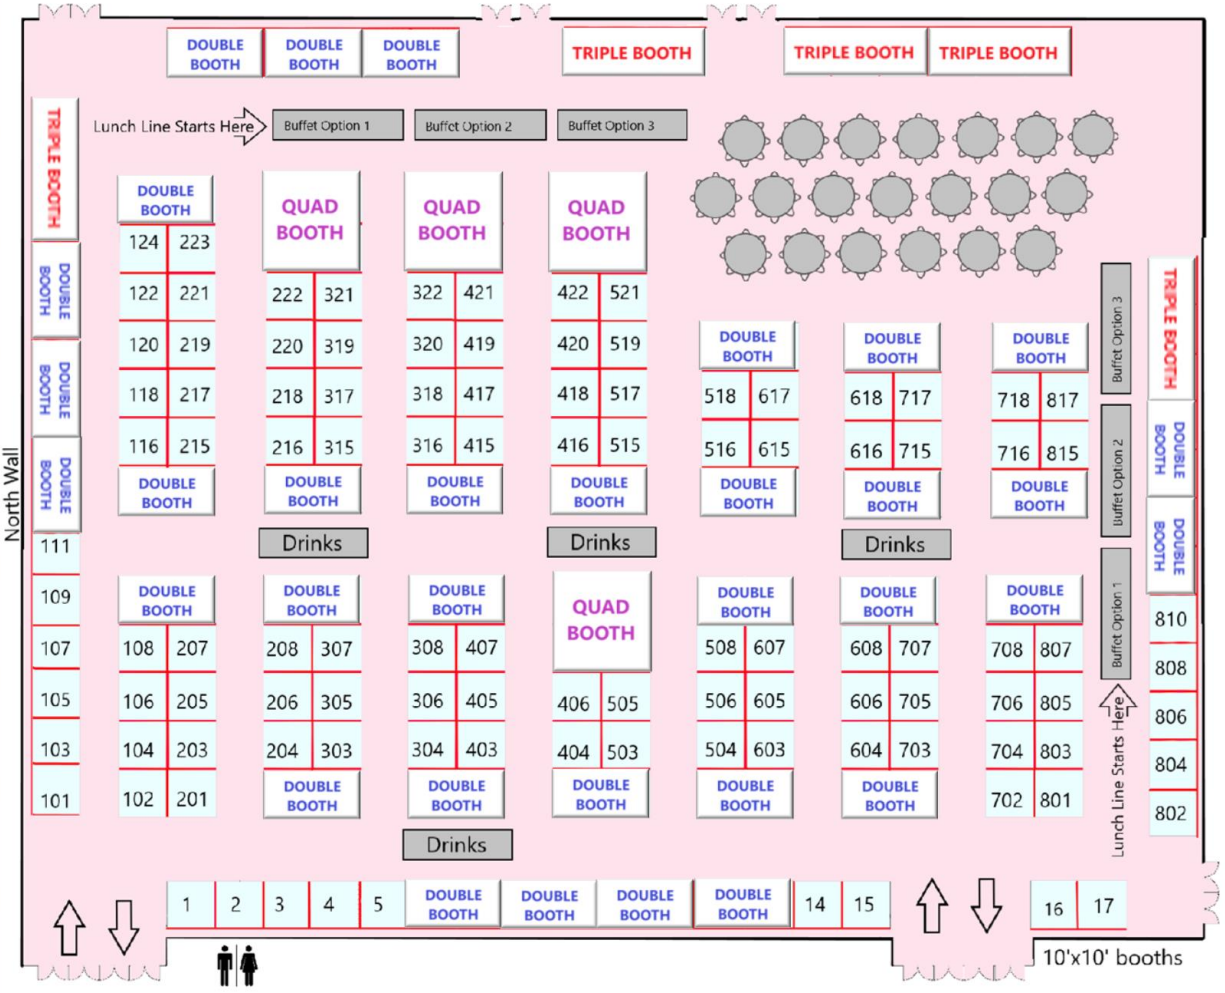 DOUBLE BOOTH
DOUBLE BOOTH
DOUBLE BOOTH
TRIPLE BOOTH
TRIPLE BOOTH
TRIPLE BOOTH
TRIPLE BOOTH
Lunch Line Starts Here
Buffet Option 1
Buffet Option 2
Buffet Option 3
DOUBLE BOOTH
QUAD BOOTH
QUAD BOOTH
QUAD BOOTH
124 223
122 221
222 321
322 421
422 521
120 219
220 319
320 419
420 519
118 217
218 317
318 417
418 517
116 215
216 315
316 415
416 515
DOUBLE BOOTH
DOUBLE BOOTH
DOUBLE BOOTH
518 617
618 717
718 817
516 615
616 715
716 815
DOUBLE BOOTH
DOUBLE BOOTH
DOUBLE BOOTH
DOUBLE BOOTH
DOUBLE BOOTH
DOUBLE BOOTH
DOUBLE BOOTH
DOUBLE BOOTH
DOUBLE BOOTH
DOUBLE BOOTH
North Wall
Buffet Option 3
Buffet Option 2
Buffet Option 1
Lunch Line Starts Here
TRIPLE BOOTH
DOUBLE BOOTH
DOUBLE BOOTH
Drinks
Drinks
Drinks
111
109
107
105
103
101
DOUBLE BOOTH
DOUBLE BOOTH
DOUBLE BOOTH
QUAD BOOTH
DOUBLE BOOTH
DOUBLE BOOTH
DOUBLE BOOTH
108 207
208 307
308 407
508 607
608 707
708 807
106 205
206 305
306 405
406 505
506 605
606 705
706 805
104 203
204 303
304 403
404 503
504 603
604 703
704 803
102 201
DOUBLE BOOTH
DOUBLE BOOTH
DOUBLE BOOTH
DOUBLE BOOTH
DOUBLE BOOTH
702 801
810
808
806
804
802
Drinks
1 2 3 4 5
DOUBLE BOOTH
DOUBLE BOOTH
DOUBLE BOOTH
DOUBLE BOOTH
14 15
16 17
10'x10' booths